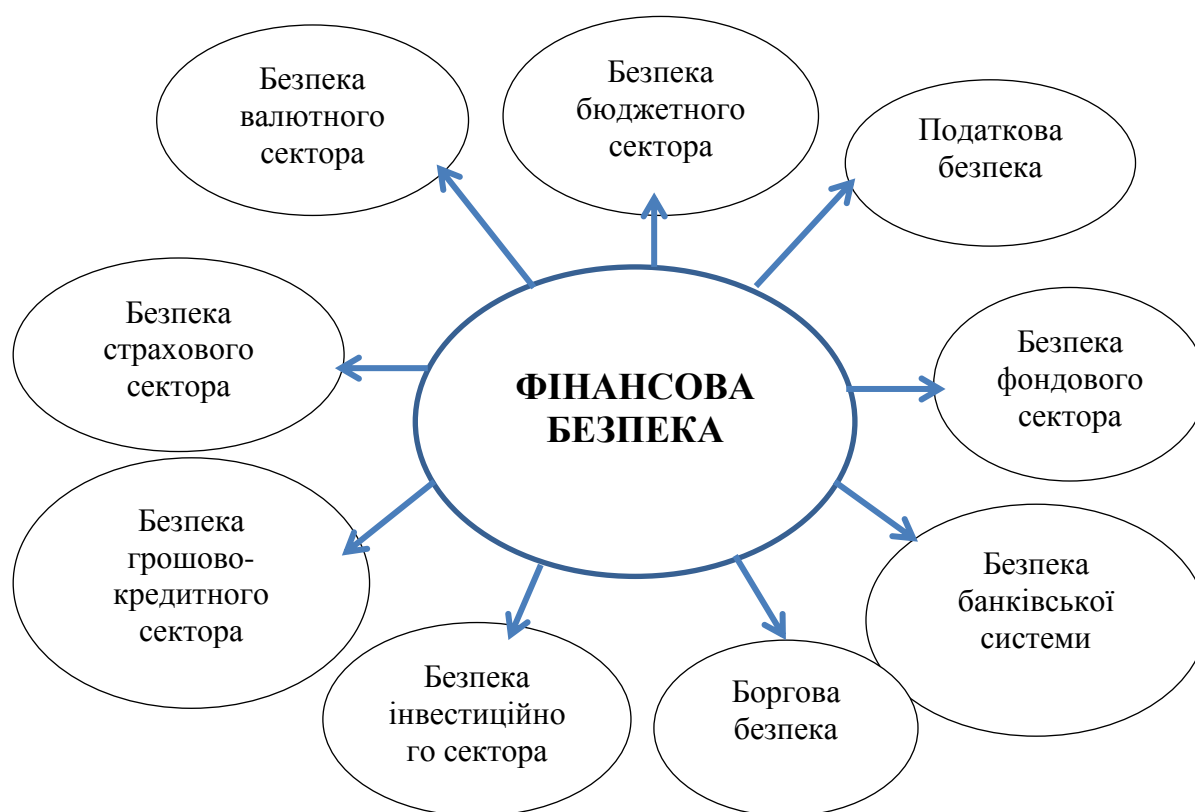 Безпека
валютного
сектора
Безпека
бюджетного
сектора
Податкова
безпека
Безпека
страхового
сектора
ФІНАНСОВА
БЕЗПЕКА
Безпека
фондового
сектора
Безпека
грошово-
кредитного
сектора
Безпека
банківської
системи
Безпека
інвестиційно
го сектора
Боргова
безпека